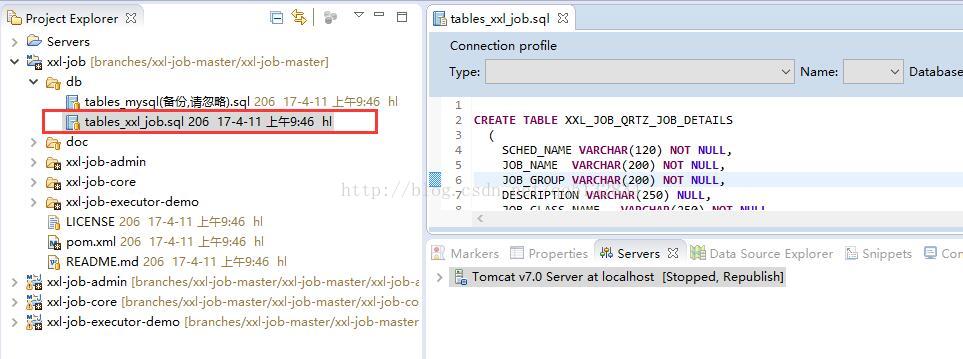 Project Explorer
Servers
xxl-job [branches/xxl-job-master/xxl-job-master]
db
tables_mysql(备份,请忽略).sql 206 17-4-11 上午9:46 hl
tables_xxl_job.sql 206 17-4-11 上午9:46 hl
doc
xxl-job-admin
xxl-job-core
xxl-job-executor-demo
LICENSE 206 17-4-11 上午9:46 hl
pom.xml 206 17-4-11 上午9:46 hl
README.md 206 17-4-11 上午9:46 hl
xxl-job-admin [branches/xxl-job-master/xxl-job-master/xxl-job-a
xxl-job-core [branches/xxl-job-master/xxl-job-master/xxl-job-co
xxl-job-executor-demo [branches/xxl-job-master/xxl-job-master
tables_xxl_job.sql
Connection profile
Type: Name: Database
1
2 CREATE TABLE XXL_JOB_QRTZ_JOB_DETAILS
3 (
4 SCHED_NAME VARCHAR(120) NOT NULL,
5 JOB_NAME VARCHAR(200) NOT NULL,
6 JOB_GROUP VARCHAR(200) NOT NULL,
7 DESCRIPTION VARCHAR(250) NULL,
8 JOB_CLASS_NAME VARCHAR(250) NOT NULL
http://blog.csdn.
Markers Properties Servers Data Source Explorer Snippets Con
Tomcat v7.0 Server at localhost [Stopped, Republish]